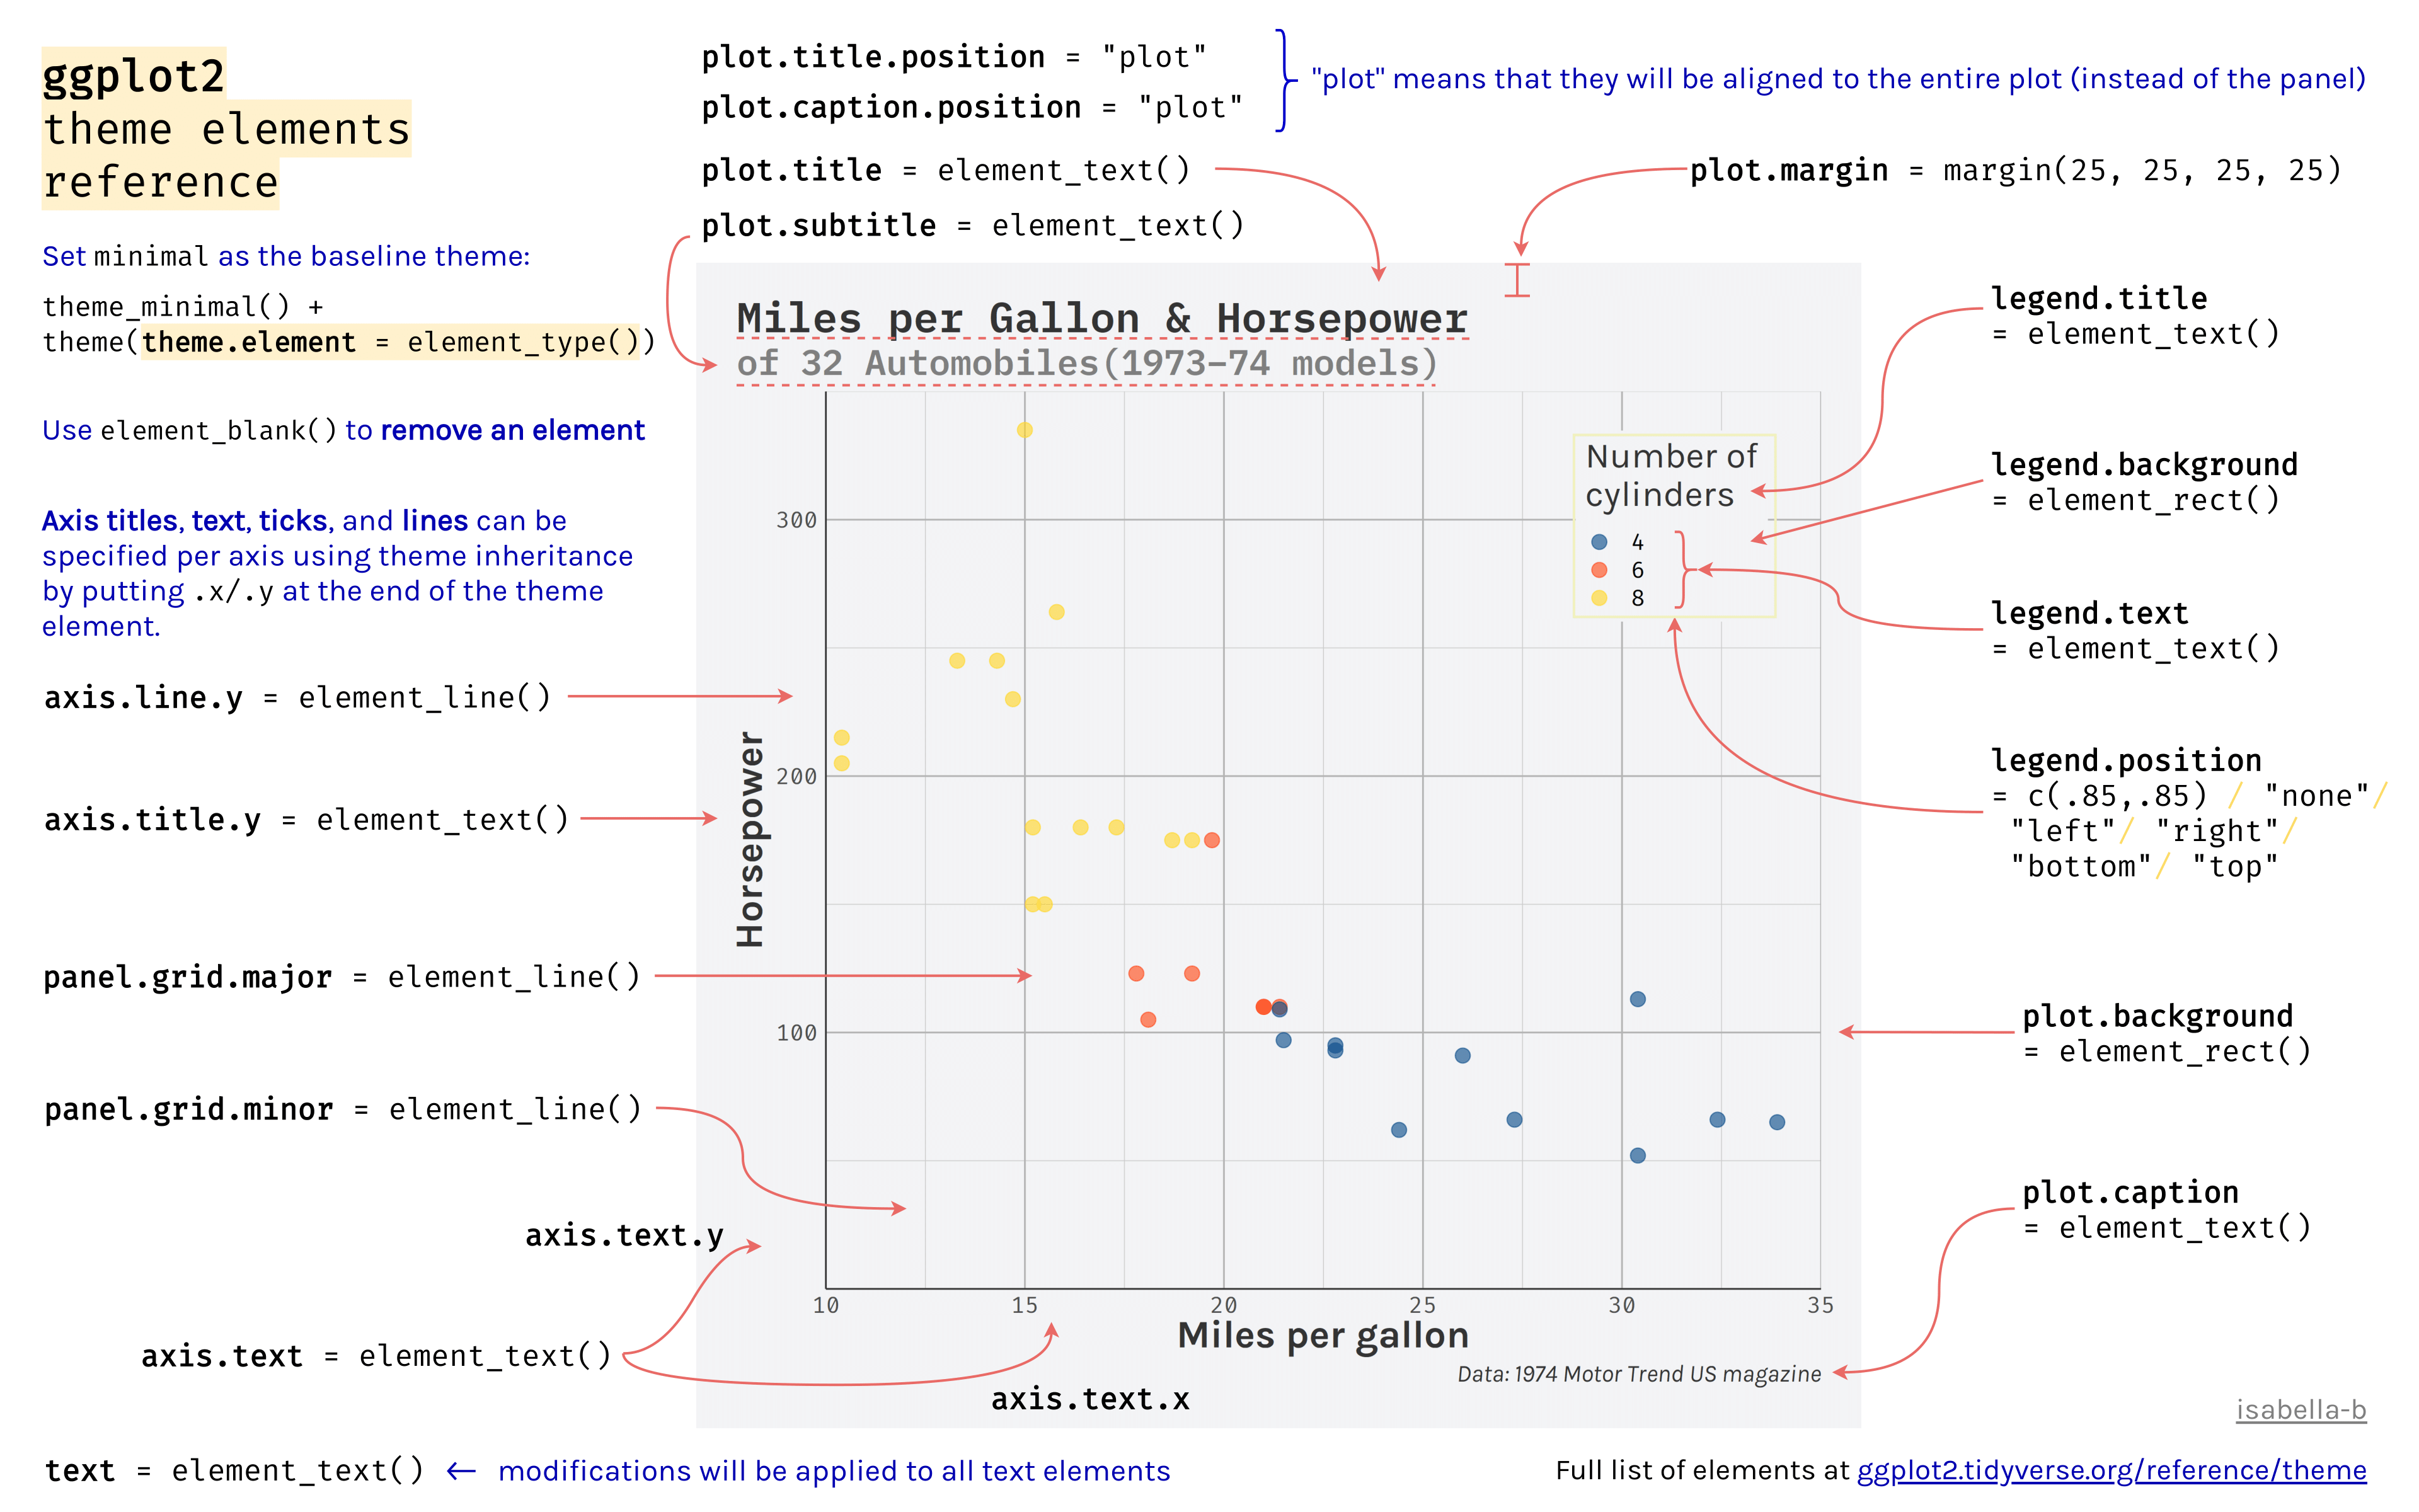 ggplot2
theme elements
reference
Set minimal as the baseline theme:
theme_minimal() +
theme(theme.element = element_type())
Use element_blank() to remove an element
Axis titles, text, ticks, and lines can be
specified per axis using theme inheritance
by putting .x/.y at the end of the theme
element.
axis.line.y = element_line()
axis.title.y = element_text()
panel.grid.major = element_line()
panel.grid.minor = element_line()
axis.text.y
axis.text = element_text()
axis.text.x
text = element_text() ← modifications will be applied to all text elements
plot.title.position = "plot"
plot.caption.position = "plot"
"plot" means that they will be aligned to the entire plot (instead of the panel)
plot.title = element_text()
plot.subtitle = element_text()
plot.margin = margin(25, 25, 25, 25)
Miles per Gallon & Horsepower
of 32 Automobiles(1973–74 models)
Number of
cylinders
4
6
8
300
200
100
Horsepower
10 15 20 25 30 35
Miles per gallon
Data: 1974 Motor Trend US magazine
legend.title
= element_text()
legend.background
= element_rect()
legend.text
= element_text()
legend.position
= c(.85,.85) / "none"/
"left"/ "right"/
"bottom"/ "top"
plot.background
= element_rect()
plot.caption
= element_text()
isabella-b
Full list of elements at ggplot2.tidyverse.org/reference/theme